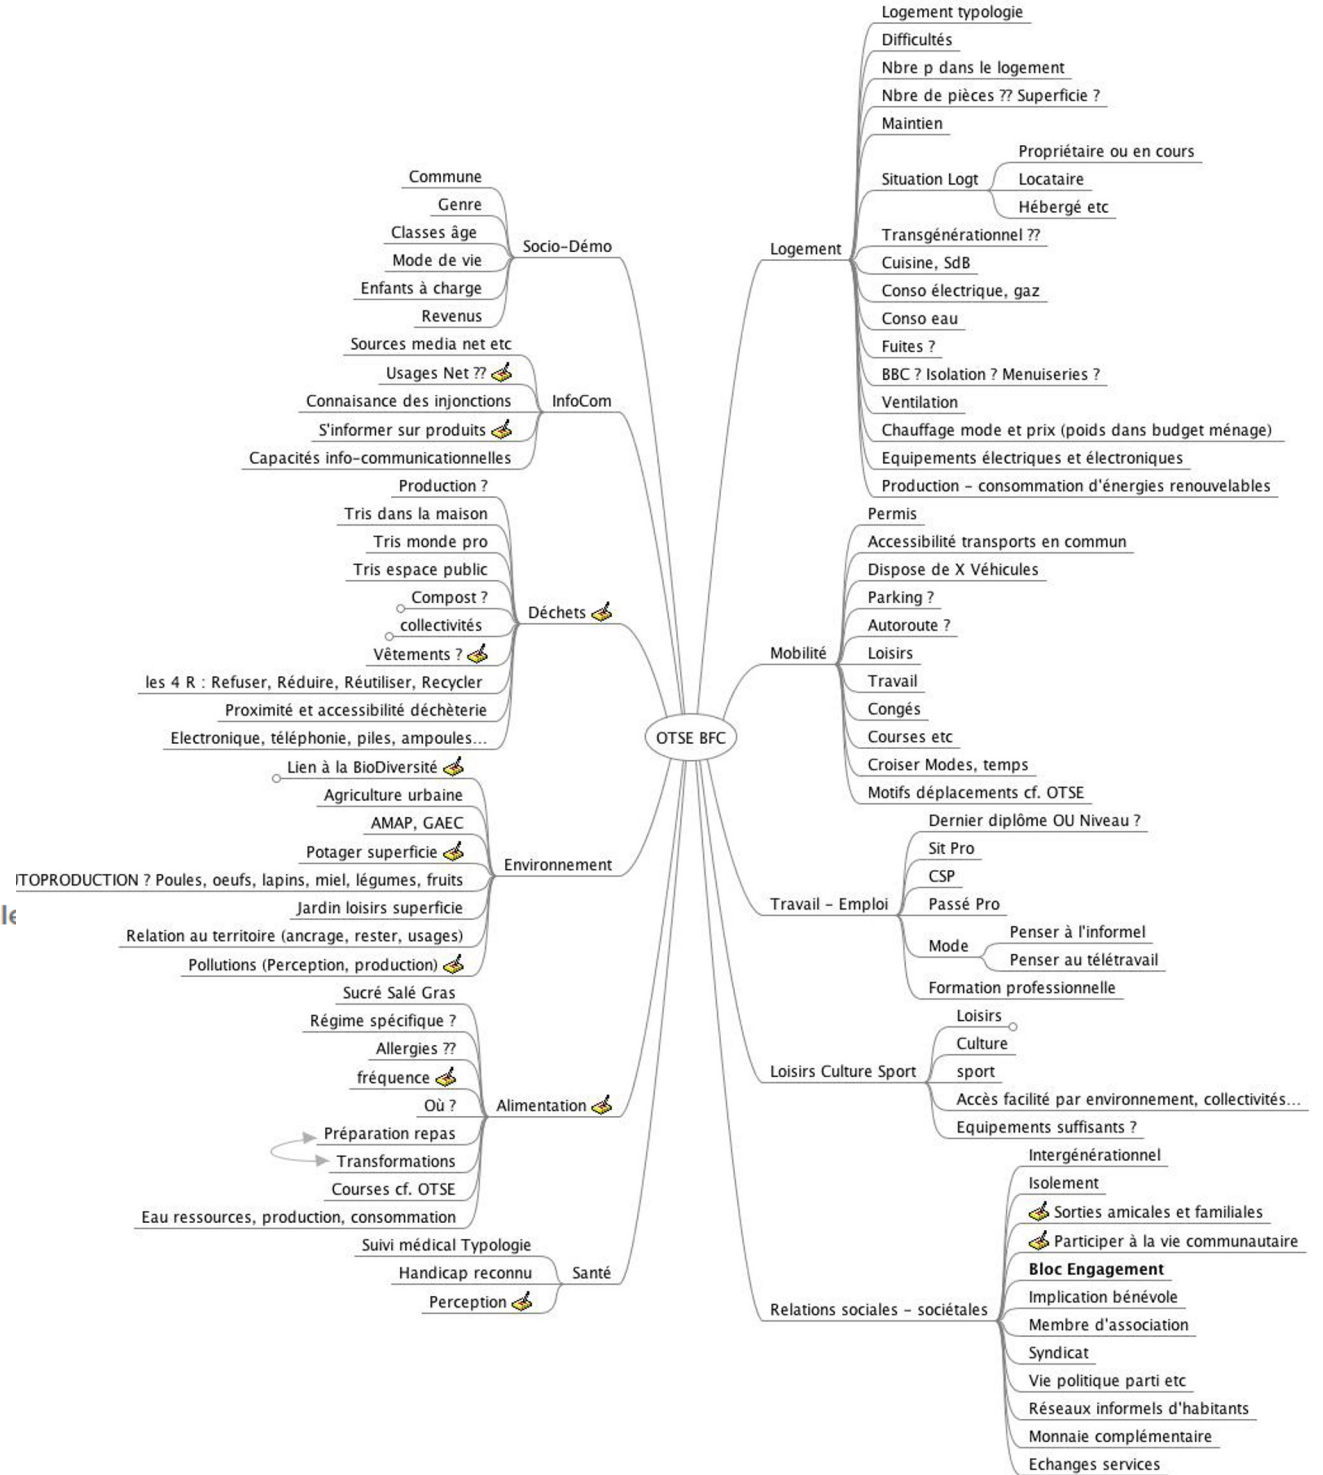 OTSE BFC
Socio-Démo
Commune
Genre
Classes âge
Mode de vie
Enfants à charge
Revenus
InfoCom
Sources media net etc
Usages Net ??
Connaisance des injonctions
S'informer sur produits
Capacités info-communicationnelles
Déchets
Production ?
Tris dans la maison
Tris monde pro
Tris espace public
Compost ?
collectivités
Vêtements ?
les 4 R : Refuser, Réduire, Réutiliser, Recycler
Proximité et accessibilité déchèterie
Electronique, téléphonie, piles, ampoules...
Environnement
Lien à la BioDiversité
Agriculture urbaine
AMAP, GAEC
Potager superficie
TOPRODUCTION ? Poules, oeufs, lapins, miel, légumes, fruits
Jardin loisirs superficie
le
Relation au territoire (ancrage, rester, usages)
Pollutions (Perception, production)
Alimentation
Sucré Salé Gras
Régime spécifique ?
Allergies ??
fréquence
Où ?
Préparation repas
Transformations
Courses cf. OTSE
Eau ressources, production, consommation
Santé
Suivi médical Typologie
Handicap reconnu
Perception
Logement
Logement typologie
Difficultés
Nbre p dans le logement
Nbre de pièces ?? Superficie ?
Maintien
Situation Logt
Propriétaire ou en cours
Locataire
Hébergé etc
Transgénérationnel ??
Cuisine, SdB
Conso électrique, gaz
Conso eau
Fuites ?
BBC ? Isolation ? Menuiseries ?
Ventilation
Chauffage mode et prix (poids dans budget ménage)
Equipements électriques et électroniques
Production - consommation d'énergies renouvelables
Mobilité
Permis
Accessibilité transports en commun
Dispose de X Véhicules
Parking ?
Autoroute ?
Loisirs
Travail
Congés
Courses etc
Croiser Modes, temps
Motifs déplacements cf. OTSE
Travail - Emploi
Dernier diplôme OU Niveau ?
Sit Pro
CSP
Passé Pro
Mode
Penser à l'informel
Penser au télétravail
Formation professionnelle
Loisirs Culture Sport
Loisirs
Culture
sport
Accès facilité par environnement, collectivités...
Equipements suffisants ?
Relations sociales - sociétales
Intergénérationnel
Isolement
Sorties amicales et familiales
Participer à la vie communautaire
Bloc Engagement
Implication bénévole
Membre d'association
Syndicat
Vie politique parti etc
Réseaux informels d'habitants
Monnaie complémentaire
Echanges services